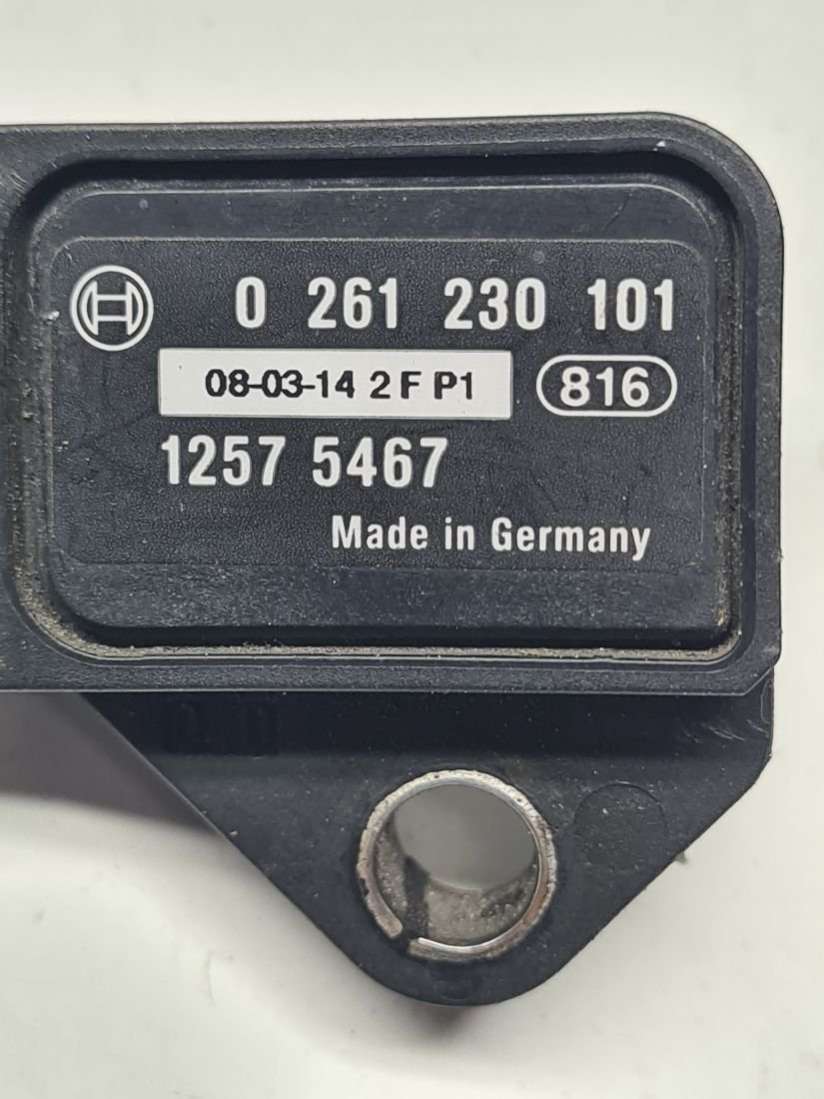 0 261 230 101
08-03-14 2 F P1
816
1257 5467
Made in Germany